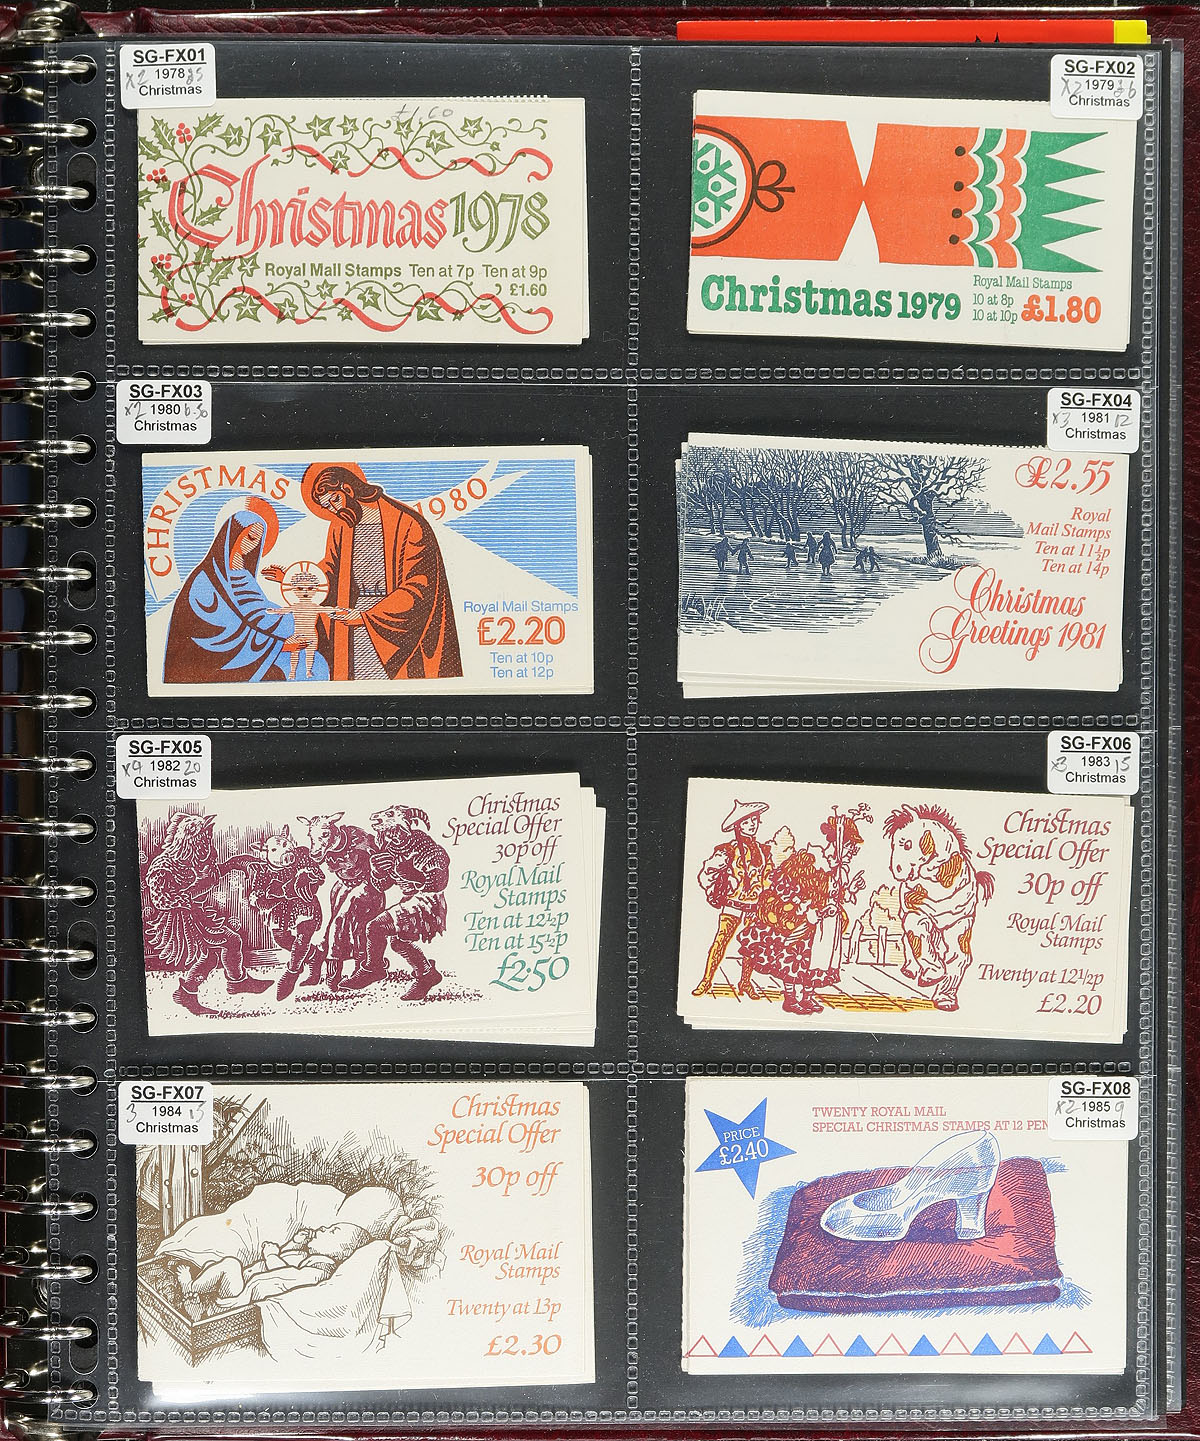 SG-FX01
x2 1978
Christmas
£1.60
Christmas 1978
Royal Mail Stamps Ten at 7p Ten at 9p
£1.60
SG-FX02
x2 1979
Christmas
Christmas 1979
Royal Mail Stamps
10 at 8p
10 at 10p
£1.80
SG-FX03
x2 1980 6.50
Christmas
CHRISTMAS
1980
Royal Mail Stamps
£2.20
Ten at 10p
Ten at 12p
SG-FX04
x3 1981 12
Christmas
£2.55
Royal
Mail Stamps
Ten at 11½p
Ten at 14p
Christmas
Greetings 1981
SG-FX05
x4 1982 20
Christmas
Christmas
Special Offer
30p off
Royal Mail
Stamps
Ten at 12½p
Ten at 15½p
£2·50
SG-FX06
x3 1983 15
Christmas
Christmas
Special Offer
30p off
Royal Mail
Stamps
Twenty at 12½p
£2.20
SG-FX07
3 1984 15
Christmas
Christmas
Special Offer
30p off
Royal Mail
Stamps
Twenty at 13p
£2.30
SG-FX08
x2 1985 9
Christmas
PRICE
£2.40
TWENTY ROYAL MAIL
SPECIAL CHRISTMAS STAMPS AT 12 PEN